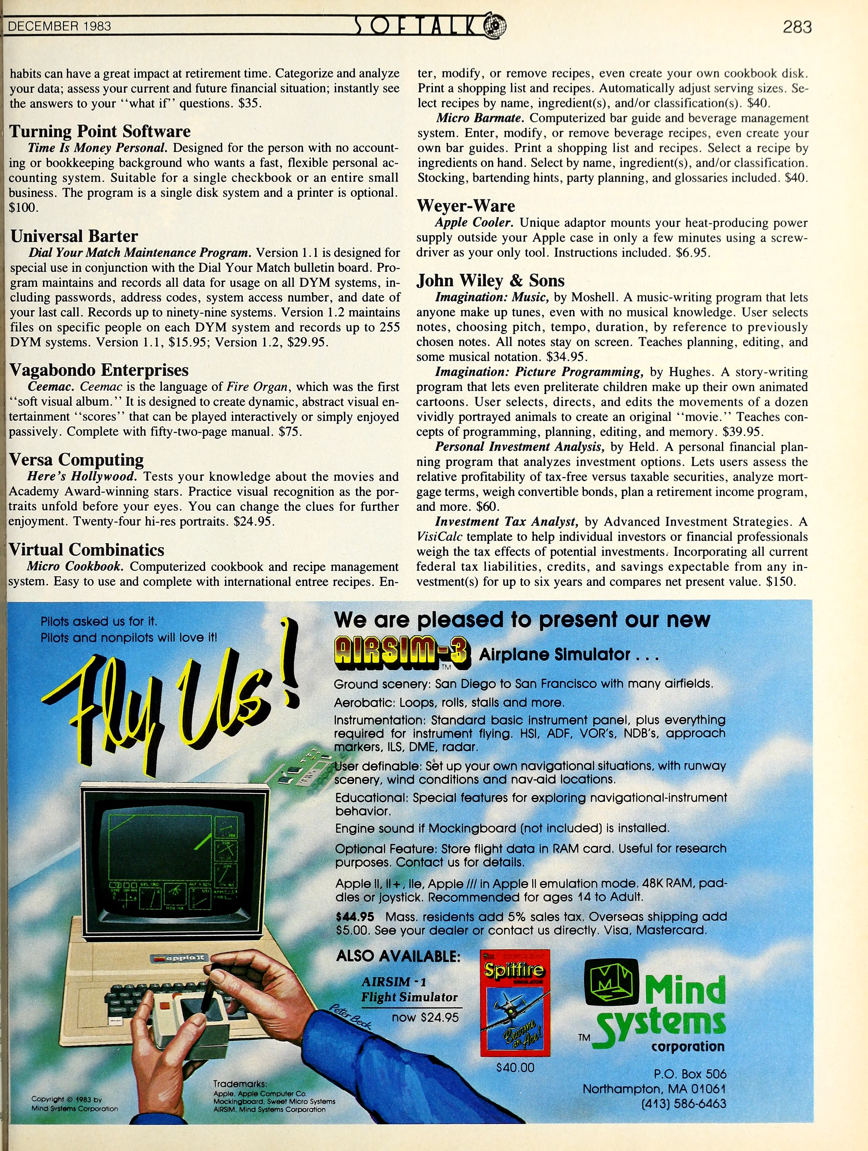 DECEMBER 1983
SOFTALK
283
habits can have a great impact at retirement time. Categorize and analyze
your data; assess your current and future financial situation; instantly see
the answers to your ‘‘what if’’ questions. $35.
Turning Point Software
Time Is Money Personal. Designed for the person with no account-
ing or bookkeeping background who wants a fast, flexible personal ac-
counting system. Suitable for a single checkbook or an entire small
business. The program is a single disk system and a printer is optional.
$100.
Universal Barter
Dial Your Match Maintenance Program. Version 1.1 is designed for
special use in conjunction with the Dial Your Match bulletin board. Pro-
gram maintains and records all data for usage on all DYM systems, in-
cluding passwords, address codes, system access number, and date of
your last call. Records up to ninety-nine systems. Version 1.2 maintains
files on specific people on each DYM system and records up to 255
DYM systems. Version 1.1, $15.95; Version 1.2, $29.95.
Vagabondo Enterprises
Ceemac. Ceemac is the language of Fire Organ, which was the first
‘‘soft visual album.’’ It is designed to create dynamic, abstract visual en-
tertainment ‘‘scores’’ that can be played interactively or simply enjoyed
passively. Complete with fifty-two-page manual. $75.
Versa Computing
Here's Hollywood. Tests your knowledge about the movies and
Academy Award-winning stars. Practice visual recognition as the por-
traits unfold before your eyes. You can change the clues for further
enjoyment. Twenty-four hi-res portraits. $24.95.
Virtual Combinatics
Micro Cookbook. Computerized cookbook and recipe management
system. Easy to use and complete with international entree recipes. En-
ter, modify, or remove recipes, even create your own cookbook disk.
Print a shopping list and recipes. Automatically adjust serving sizes. Se-
lect recipes by name, ingredient(s), and/or classification(s). $40.
Micro Barmate. Computerized bar guide and beverage management
system. Enter, modify, or remove beverage recipes, even create your
own bar guides. Print a shopping list and recipes. Select a recipe by
ingredients on hand. Select by name, ingredient(s), and/or classification.
Stocking, bartending hints, party planning, and glossaries included. $40.
Weyer-Ware
Apple Cooler. Unique adaptor mounts your heat-producing power
supply outside your Apple case in only a few minutes using a screw-
driver as your only tool. Instructions included. $6.95.
John Wiley & Sons
Imagination: Music, by Moshell. A music-writing program that lets
anyone make up tunes, even with no musical knowledge. User selects
notes, choosing pitch, tempo, duration, by reference to previously
chosen notes. All notes stay on screen. Teaches planning, editing, and
some musical notation. $34.95.
Imagination: Picture Programming, by Hughes. A story-writing
program that lets even preliterate children make up their own animated
cartoons. User selects, directs, and edits the movements of a dozen
vividly portrayed animals to create an original ‘‘movie.’’ Teaches con-
cepts of programming, planning, editing, and memory. $39.95.
Personal Investment Analysis, by Held. A personal financial plan-
ning program that analyzes investment options. Lets users assess the
relative profitability of tax-free versus taxable securities, analyze mort-
gage terms, weigh convertible bonds, plan a retirement income program,
and more. $60.
Investment Tax Analyst, by Advanced Investment Strategies. A
VisiCalc template to help individual investors or financial professionals
weigh the tax effects of potential investments. Incorporating all current
federal tax liabilities, credits, and savings expectable from any in-
vestment(s) for up to six years and compares net present value. $150.
Pilots asked us for it.
Pilots and nonpilots will love it!
Fly Us!
We are pleased to present our new
AIRSIM-3 TM Airplane Simulator . . .
Ground scenery: San Diego to San Francisco with many airfields.
Aerobatic: Loops, rolls, stalls and more.
Instrumentation: Standard basic instrument panel, plus everything
required for instrument flying. HSI, ADF, VOR's, NDB's, approach
markers, ILS, DME, radar.
User definable: Set up your own navigational situations, with runway
scenery, wind conditions and nav-aid locations.
Educational: Special features for exploring navigational-instrument
behavior.
Engine sound if Mockingboard (not included) is installed.
Optional Feature: Store flight data in RAM card. Useful for research
purposes. Contact us for details.
Apple II, II+, IIe, Apple /// in Apple II emulation mode. 48K RAM, pad-
dles or joystick. Recommended for ages 14 to Adult.
$44.95 Mass. residents add 5% sales tax. Overseas shipping add
$5.00. See your dealer or contact us directly. Visa, Mastercard.
ALSO AVAILABLE:
AIRSIM -1
Flight Simulator
now $24.95
Spitfire
$40.00
TM
Mind
Systems
corporation
P.O. Box 506
Northampton, MA 01061
(413) 586-6463
apple II
Peter Bock
Copyright © 1983 by
Mind Systems Corporation
Trademarks:
Apple, Apple Computer Co.
Mockingboard, Sweet Micro Systems
AIRSIM, Mind Systems Corporation